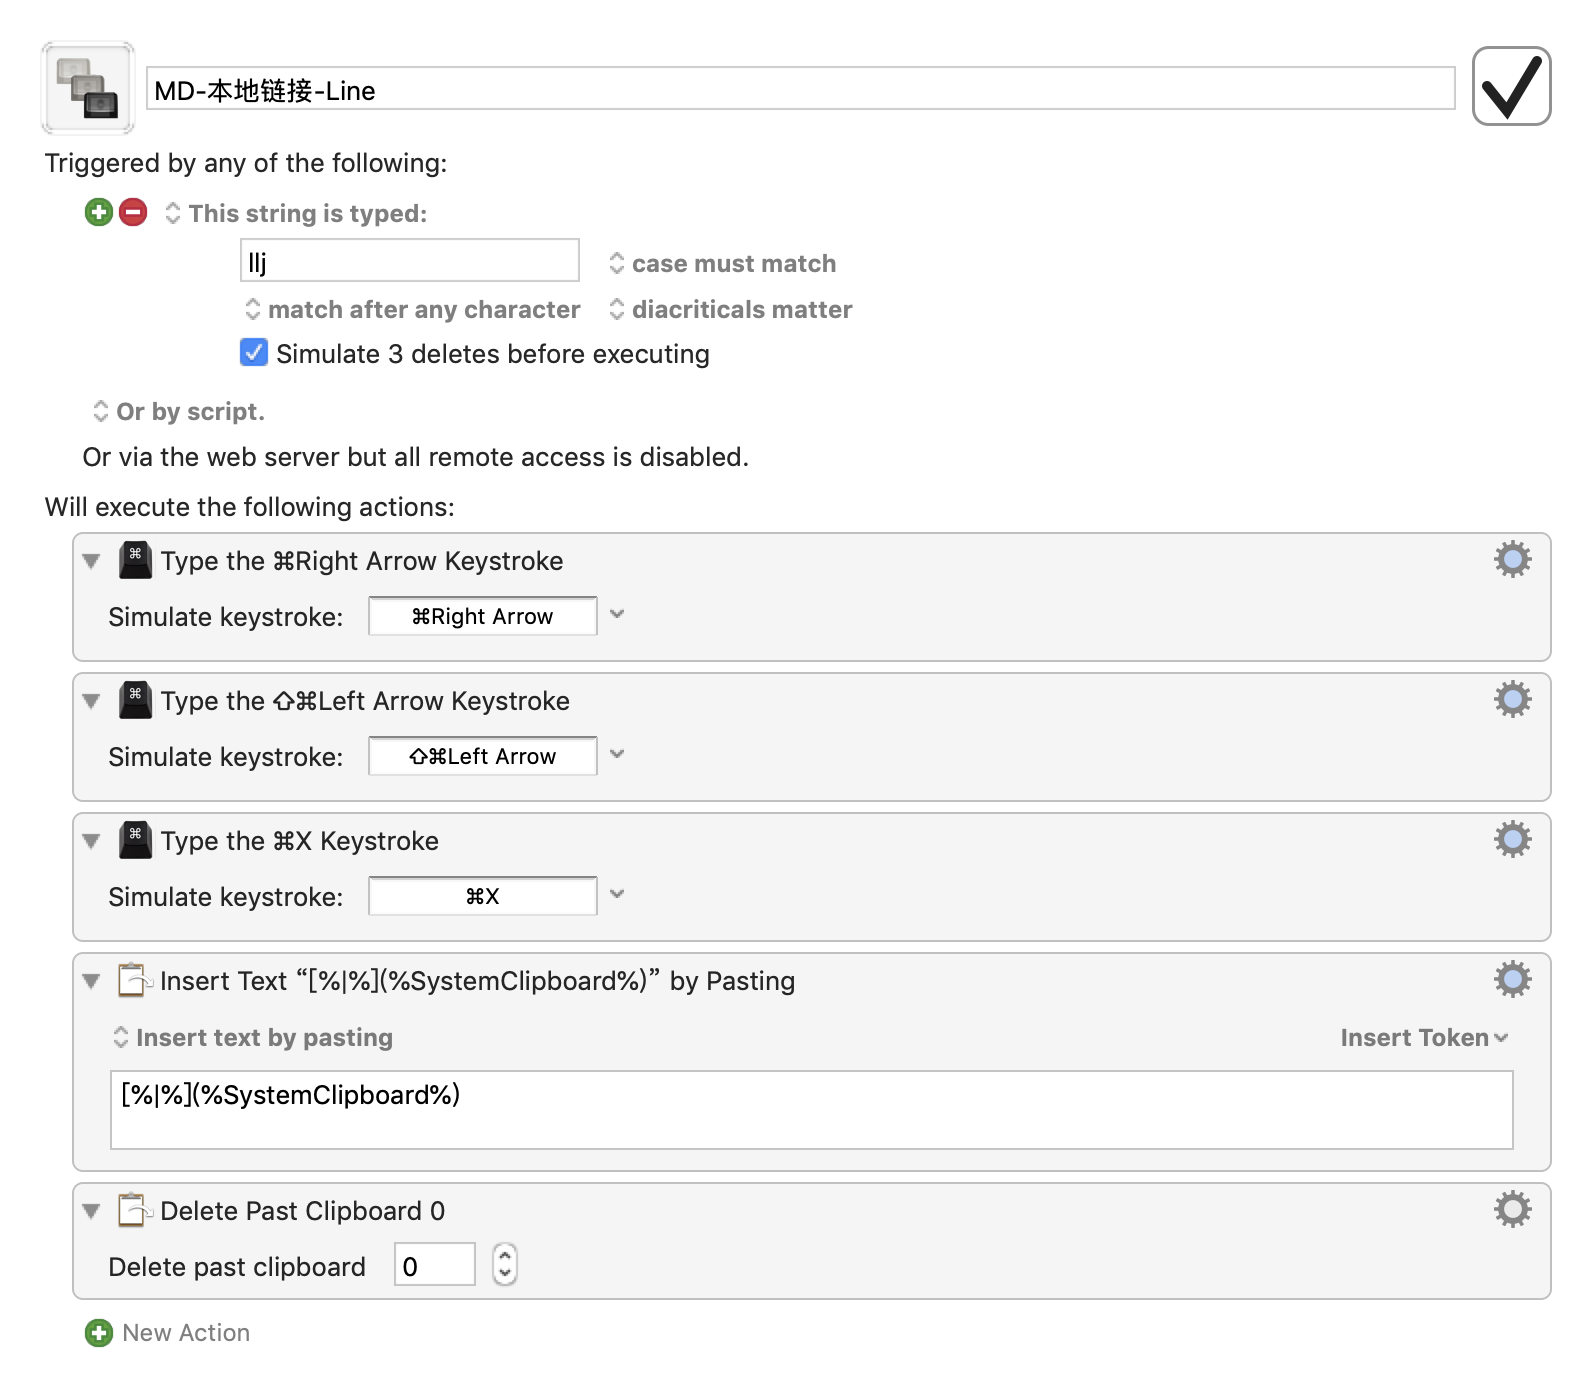 MD-本地链接-Line
Triggered by any of the following:
This string is typed:
llj
case must match
match after any character
diacriticals matter
Simulate 3 deletes before executing
Or by script.
Or via the web server but all remote access is disabled.
Will execute the following actions:
⌘
Type the ⌘Right Arrow Keystroke
Simulate keystroke:
⌘Right Arrow
⌘
Type the ⇧⌘Left Arrow Keystroke
Simulate keystroke:
⇧⌘Left Arrow
⌘
Type the ⌘X Keystroke
Simulate keystroke:
⌘X
Insert Text “[%|%](%SystemClipboard%)” by Pasting
Insert text by pasting
Insert Token
[%|%](%SystemClipboard%)
Delete Past Clipboard 0
Delete past clipboard
0
New Action